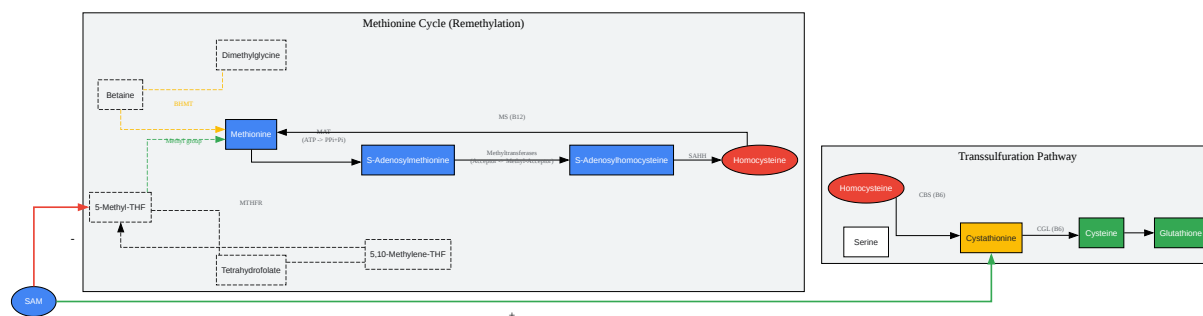 Methionine Cycle (Remethylation)
Dimethylglycine
Betaine
BHMT
MS (B12)
Methionine
MAT
(ATP -> PPi+Pi)
Methyl group
S-Adenosylmethionine
Methyltransferases
S-Adenosylhomocysteine
SAHH
Homocysteine
5-Methyl-THF
MTHFR
-
5,10-Methylene-THF
Tetrahydrofolate
SAM
+
Transsulfuration Pathway
Homocysteine
CBS (B6)
Serine
Cystathionine
CGL (B6)
Cysteine
Glutathione